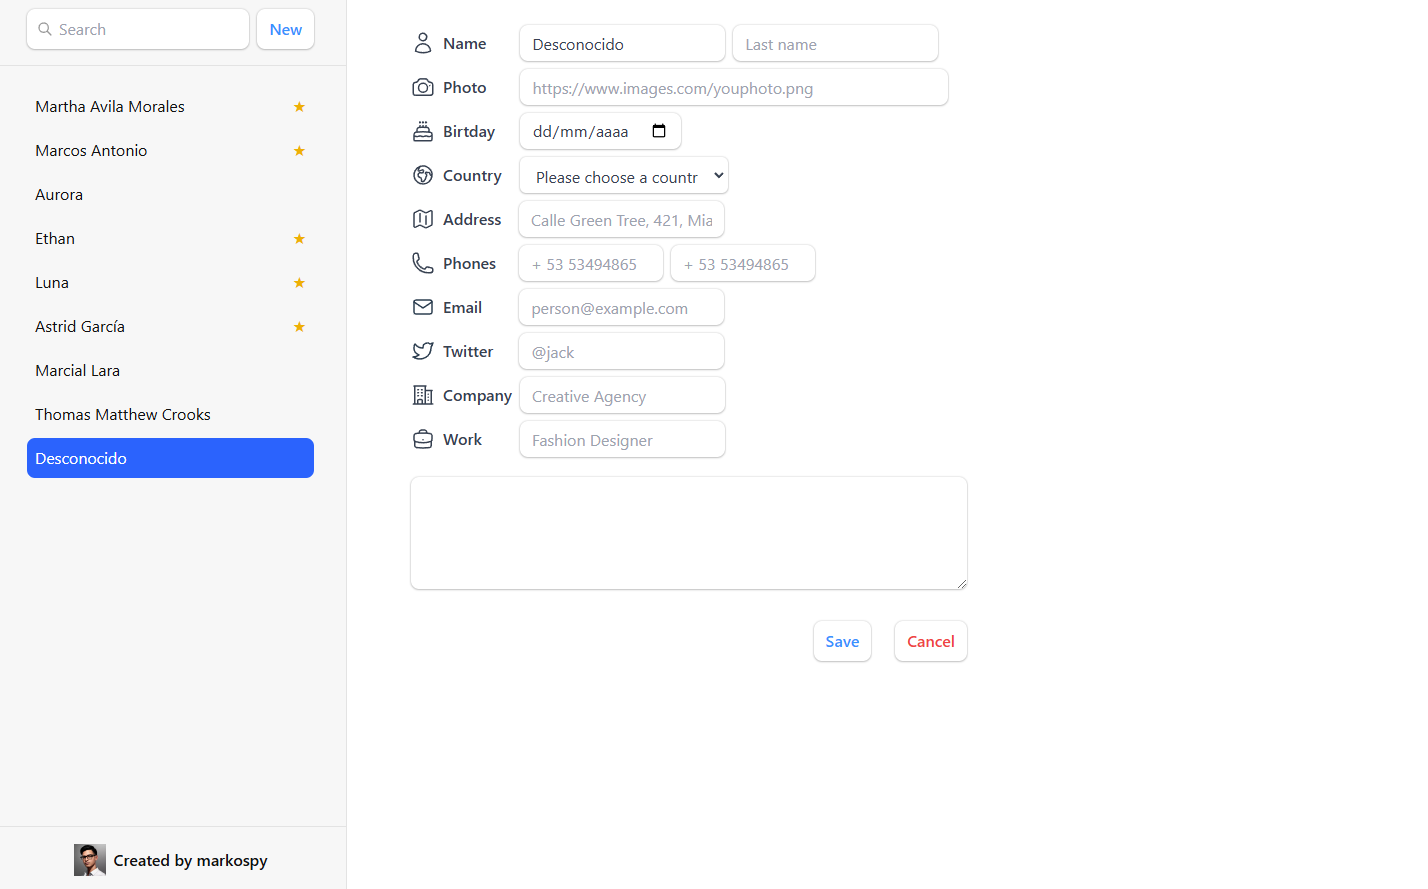 Search
New
Martha Avila Morales
Marcos Antonio
Aurora
Ethan
Luna
Astrid García
Marcial Lara
Thomas Matthew Crooks
Desconocido
Created by markospy
Name Desconocido Last name
Photo https://www.images.com/youphoto.png
Birtday dd/mm/aaaa
Country Please choose a countr
Address Calle Green Tree, 421, Mia
Phones + 53 53494865 + 53 53494865
Email person@example.com
Twitter @jack
Company Creative Agency
Work Fashion Designer
Save Cancel